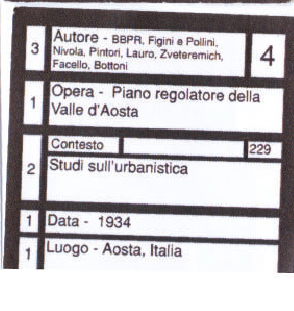 3 Autore - BBPR, Figini e Pollini, 4
Nivola, Pintori, Lauro, Zveteremich,
Facello, Bottoni
1 Opera - Piano regolatore della
Valle d'Aosta
Contesto 229
2 Studi sull'urbanistica
1 Data - 1934
1 Luogo - Aosta, Italia